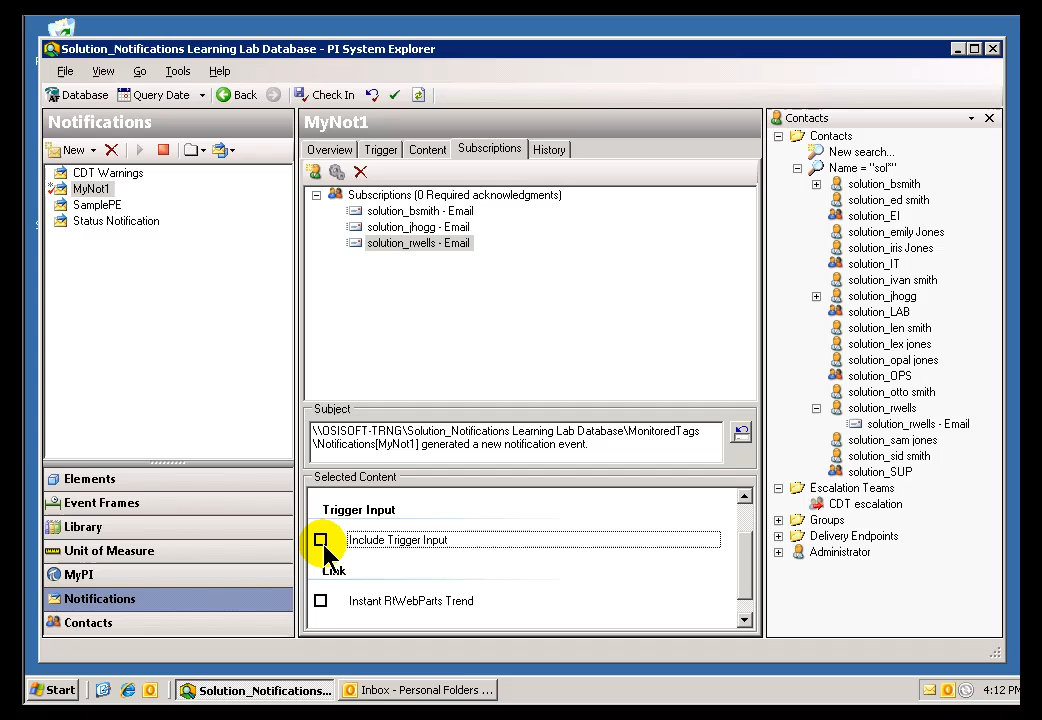 Solution_Notifications Learning Lab Database - PI System Explorer
File View Go Tools Help
Database Query Date Back Check In
Notifications
New
CDT Warnings
MyNot1
SamplePE
Status Notification
Elements
Event Frames
Library
Unit of Measure
MyPI
Notifications
Contacts
MyNot1
Overview Trigger Content Subscriptions History
Subscriptions (0 Required acknowledgments)
solution_bsmith - Email
solution_jhogg - Email
solution_rwells - Email
Subject
\\OSISOFT-TRNG\Solution_Notifications Learning Lab Database\MonitoredTags
\Notifications[MyNot1] generated a new notification event.
Selected Content
Trigger Input
Include Trigger Input
Link
Instant RtWebParts Trend
Contacts
Contacts
New search...
Name = "sol*"
solution_bsmith
solution_ed smith
solution_EI
solution_emily Jones
solution_iris Jones
solution_IT
solution_ivan smith
solution_jhogg
solution_LAB
solution_len smith
solution_lex jones
solution_opal jones
solution_OPS
solution_otto smith
solution_rwells
solution_rwells - Email
solution_sam jones
solution_sid smith
solution_SUP
Escalation Teams
CDT escalation
Groups
Delivery Endpoints
Administrator
Start Solution_Notifications... Inbox - Personal Folders ... 4:12 PM